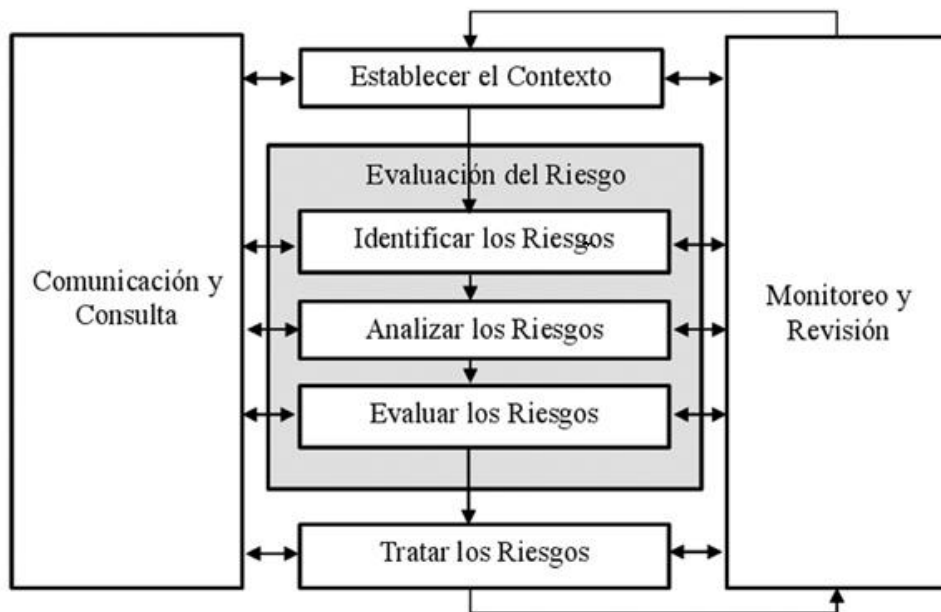 Establecer el Contexto
Evaluación del Riesgo
Identificar los Riesgos
Comunicación y
Consulta
Analizar los Riesgos
Monitoreo y
Revisión
Evaluar los Riesgos
Tratar los Riesgos